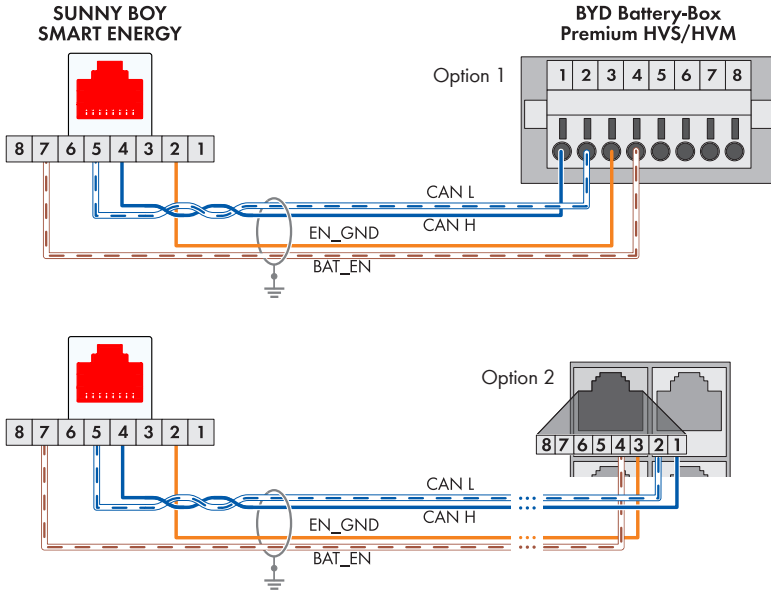 SUNNY BOY
SMART ENERGY
BYD Battery-Box
Premium HVS/HVM
Option 1
1 2 3 4 5 6 7 8
8 7 6 5 4 3 2 1
CAN L
CAN H
EN_GND
BAT_EN
Option 2
8 7 6 5 4 3 2 1
8 7 6 5 4 3 2 1
CAN L
CAN H
EN_GND
BAT_EN